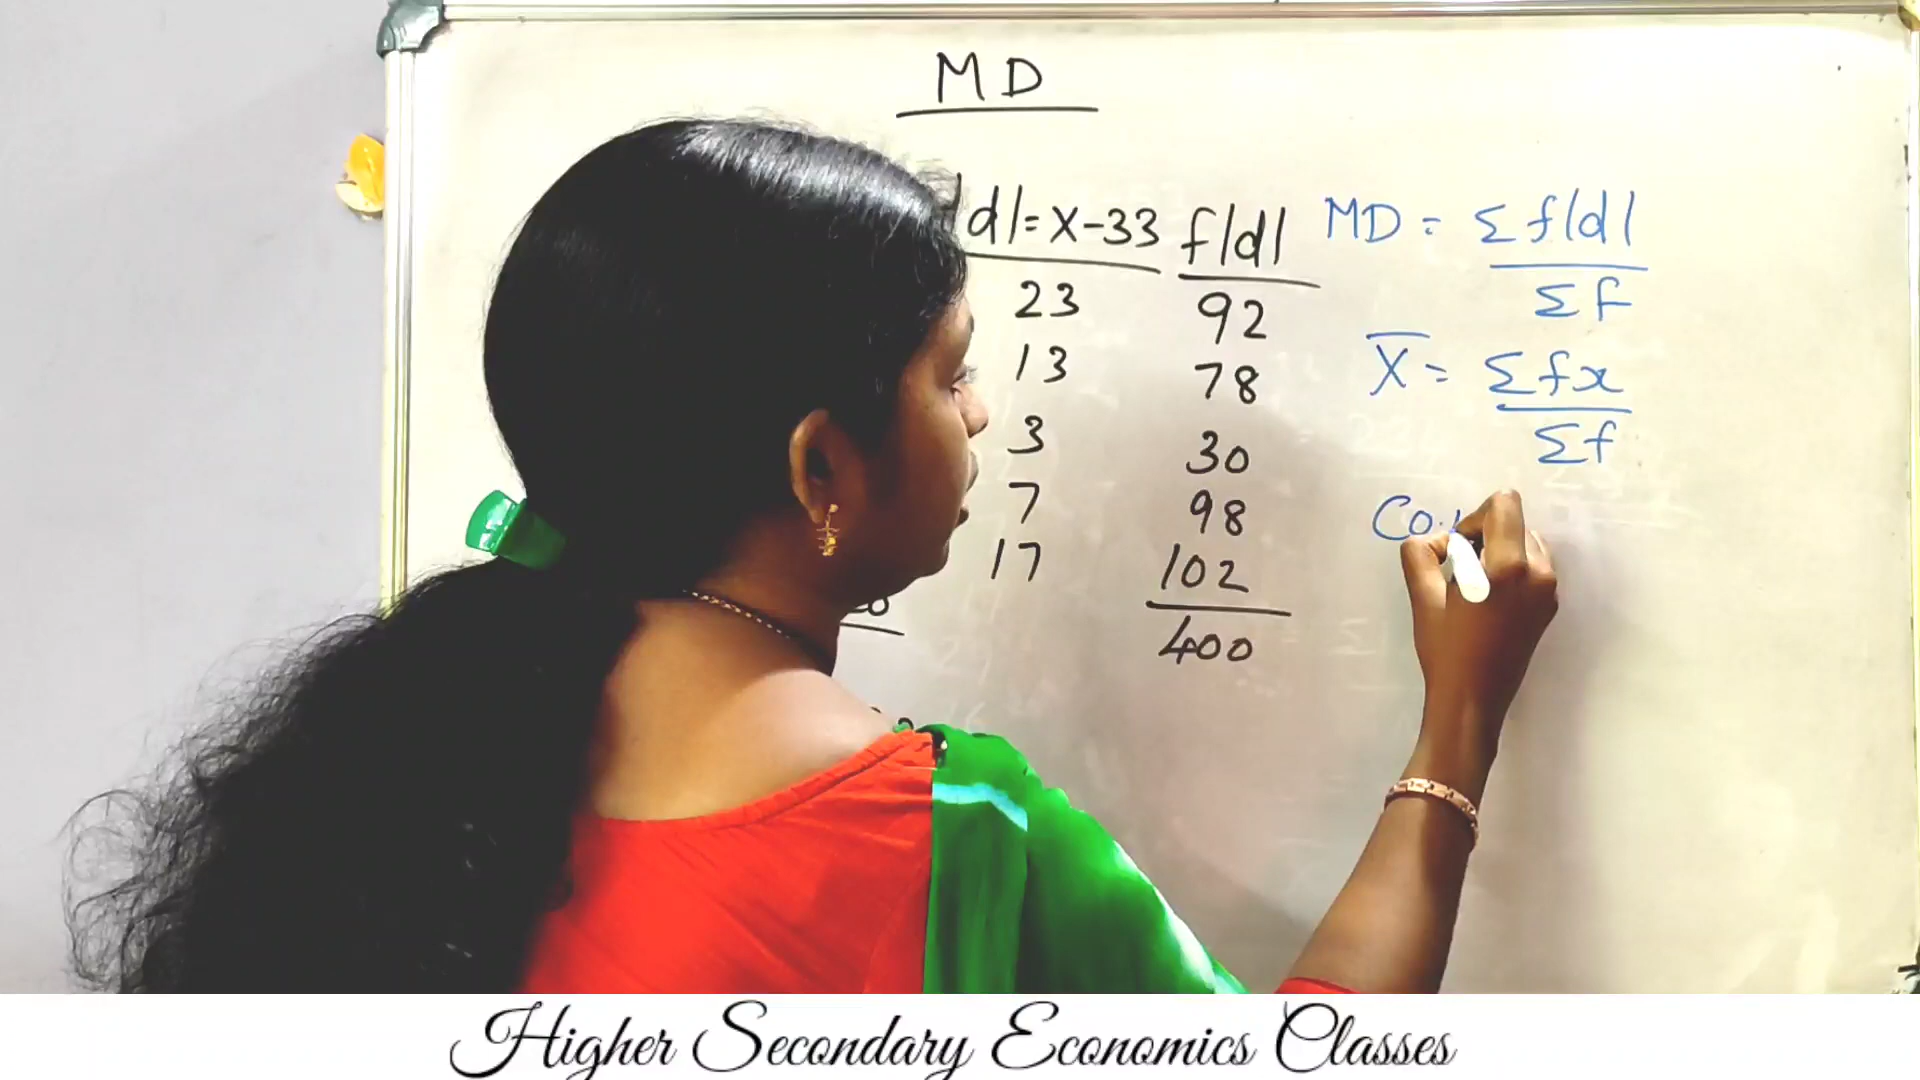 MD
|d|=x-33 f|d|
23 92
13 78
3 30
7 98
17 102
400
MD = Σf|d|
Σf
X̄ = Σfx
Σf
Co.
Higher Secondary Economics Classes